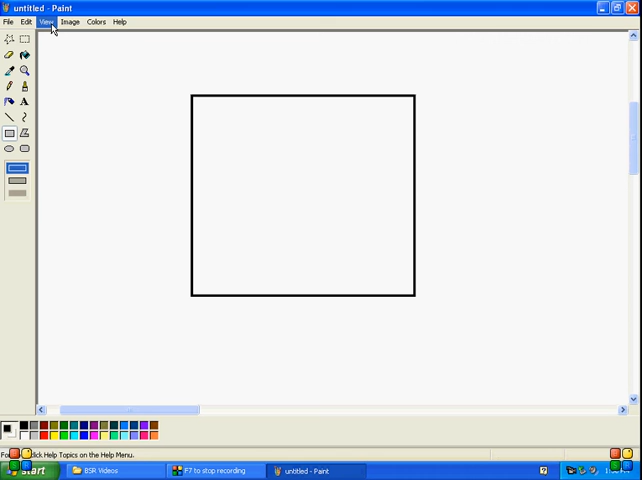 untitled - Paint
File Edit View Image Colors Help
A
Click Help Topics on the Help Menu.
start BSR Videos F7 to stop recording untitled - Paint